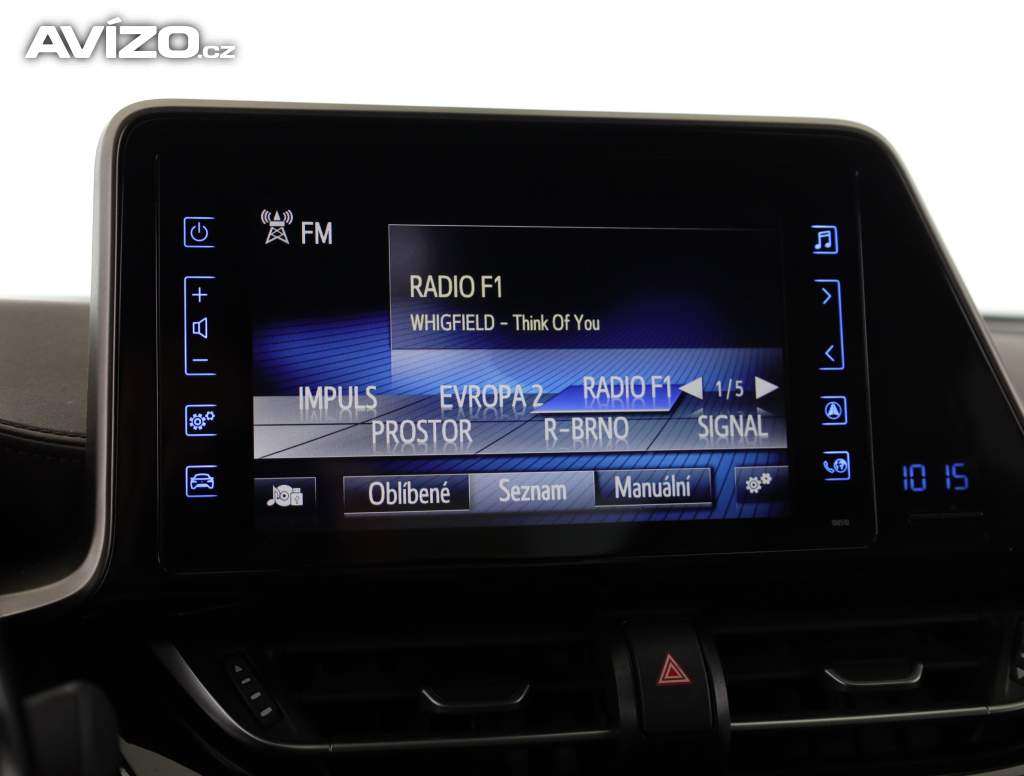 AVÍZO.cz
FM
RADIO F1
WHIGFIELD - Think Of You
IMPULS EVROPA 2 RADIO F1 1/5
PROSTOR R-BRNO SIGNAL
Oblíbené Seznam Manuální
10 15